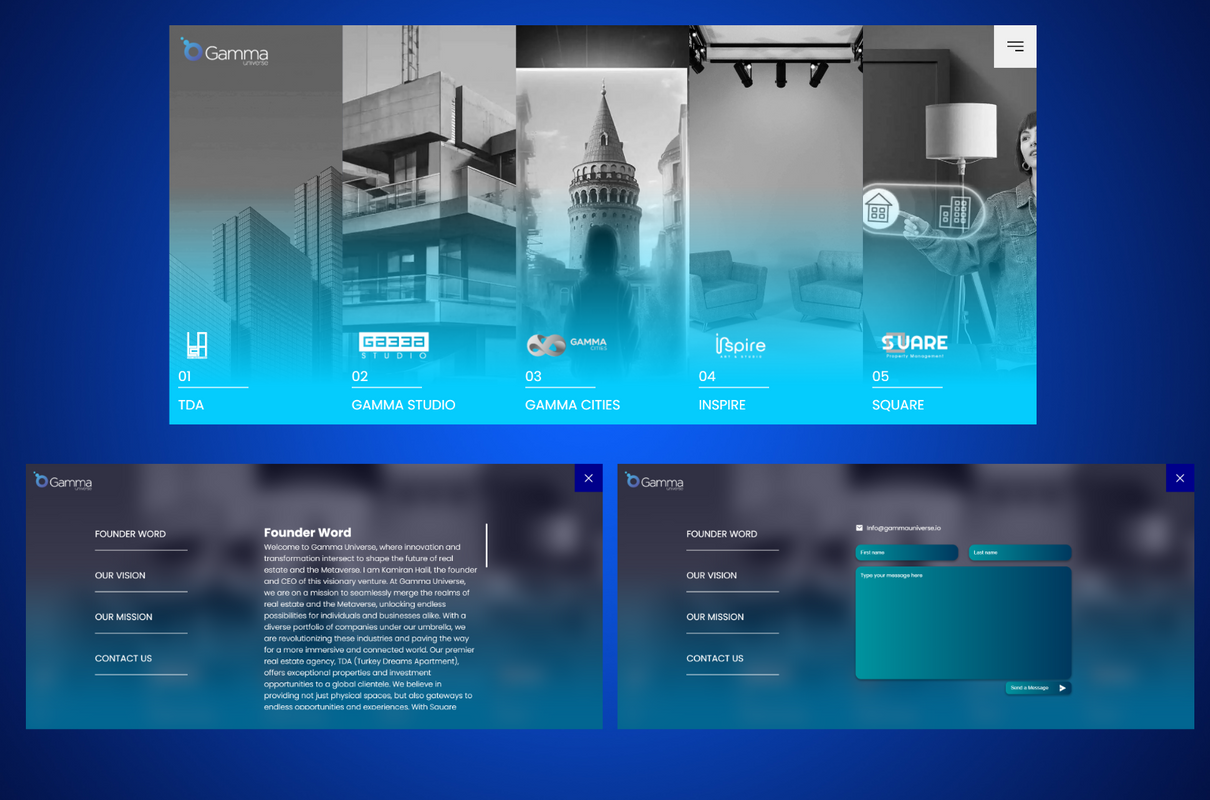 Gamma
universe
GAMMA
STUDIO
GAMMA
CITIES
inspire
ART & STUDIO
SQUARE
Property Management
01
02
03
04
05
TDA
GAMMA STUDIO
GAMMA CITIES
INSPIRE
SQUARE
Gamma
universe
FOUNDER WORD
OUR VISION
OUR MISSION
CONTACT US
Founder Word
Welcome to Gamma Universe, where innovation and
transformation intersect to shape the future of real
estate and the Metaverse. I am Kamiran Halil, the founder
and CEO of this visionary venture. At Gamma Universe,
we are on a mission to seamlessly merge the realms of
real estate and the Metaverse, unlocking endless
possibilities for individuals and businesses alike. With a
diverse portfolio of companies under our umbrella, we
are revolutionizing these industries and paving the way
for a more immersive and connected world. Our premier
real estate agency, TDA (Turkey Dreams Apartment),
offers exceptional properties and investment
opportunities to a global clientele. We believe in
providing not just physical spaces, but also gateways to
endless opportunities and experiences. With Square
Gamma
universe
FOUNDER WORD
OUR VISION
OUR MISSION
CONTACT US
info@gammauniverse.io
First name
Last name
Type your message here
Send a Message